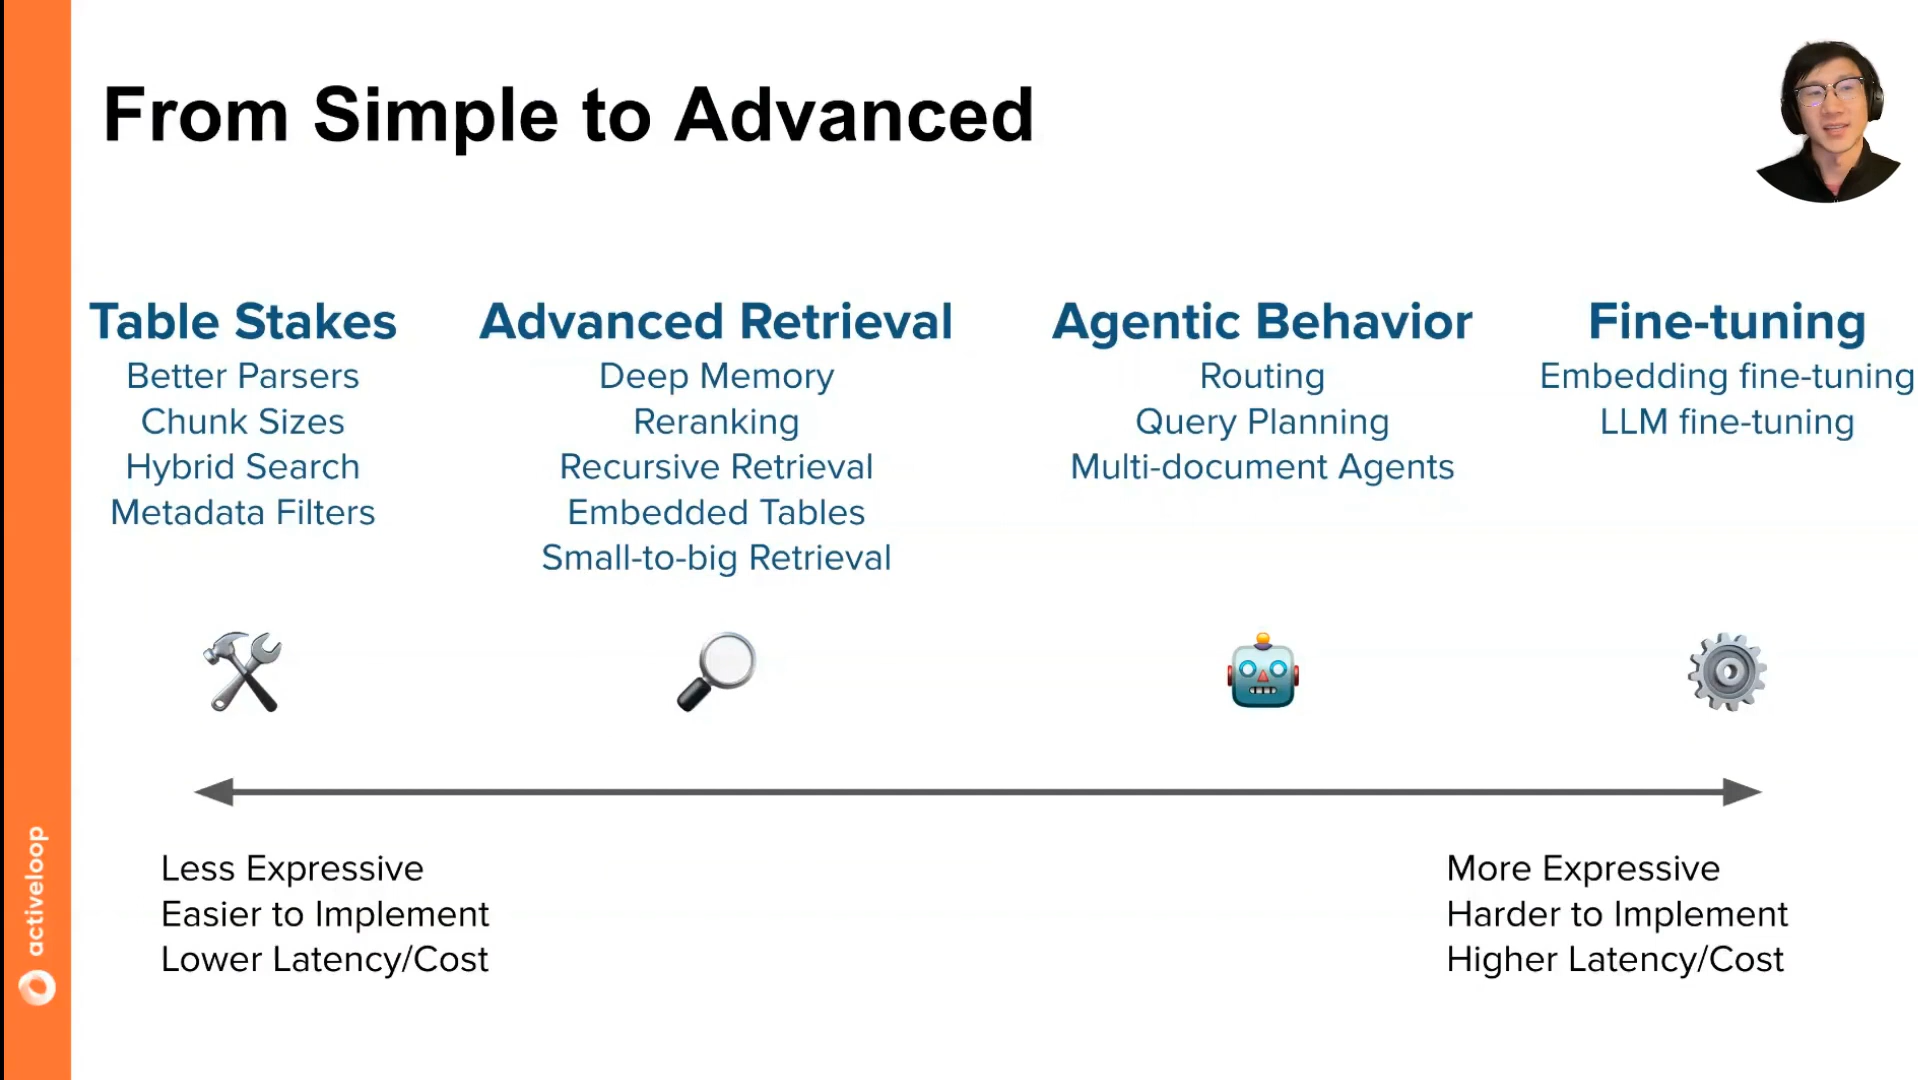 From Simple to Advanced
Table Stakes
Better Parsers
Chunk Sizes
Hybrid Search
Metadata Filters
Advanced Retrieval
Deep Memory
Reranking
Recursive Retrieval
Embedded Tables
Small-to-big Retrieval
Agentic Behavior
Routing
Query Planning
Multi-document Agents
Fine-tuning
Embedding fine-tuning
LLM fine-tuning
Less Expressive
Easier to Implement
Lower Latency/Cost
More Expressive
Harder to Implement
Higher Latency/Cost
activeloop